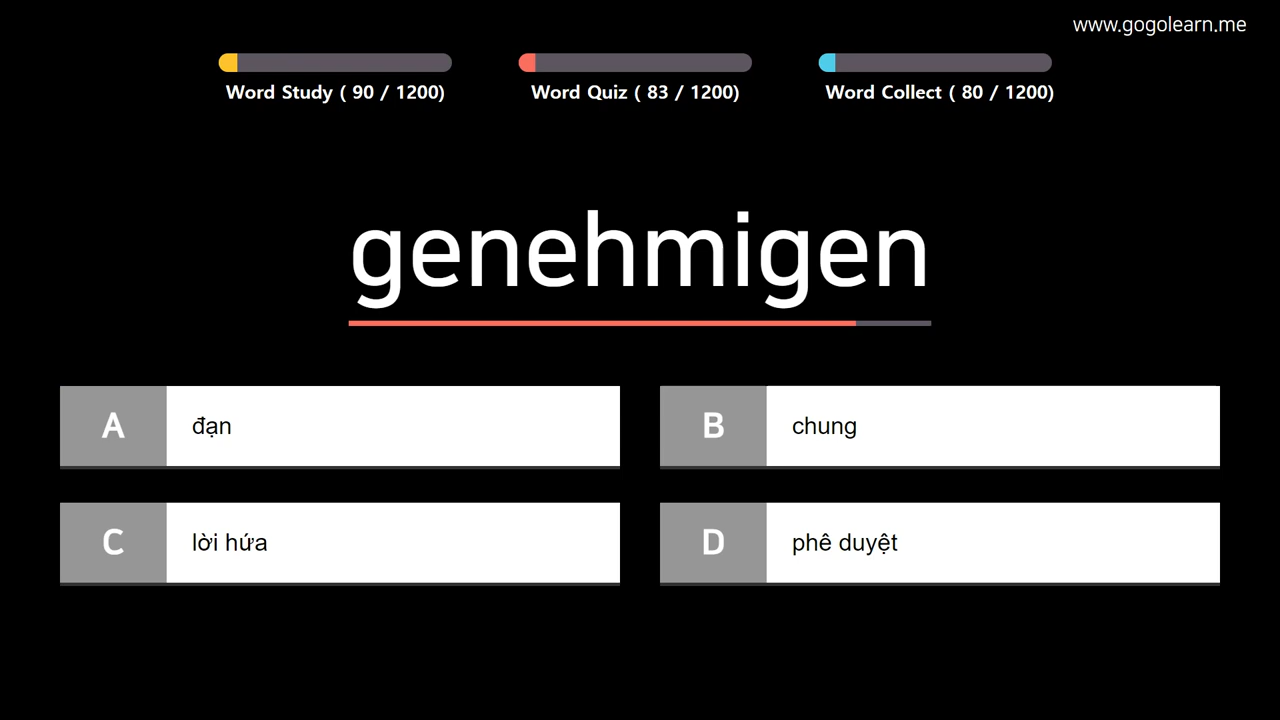 www.gogolearn.me
Word Study ( 90 / 1200)
Word Quiz ( 83 / 1200)
Word Collect ( 80 / 1200)
genehmigen
A đạn
B chung
C lời hứa
D phê duyệt